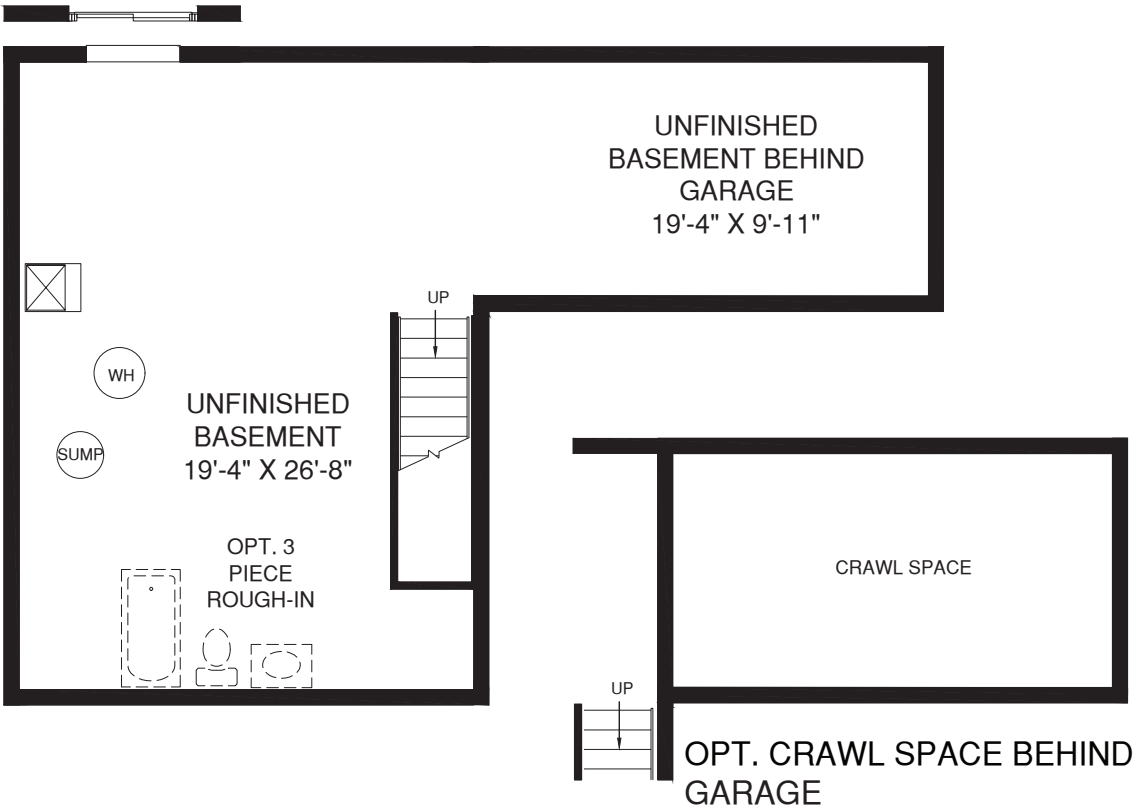 UNFINISHED
BASEMENT BEHIND
GARAGE
19'-4" X 9'-11"
UP
WH
SUMP
UNFINISHED
BASEMENT
19'-4" X 26'-8"
OPT. 3
PIECE
ROUGH-IN
CRAWL SPACE
UP
OPT. CRAWL SPACE BEHIND
GARAGE